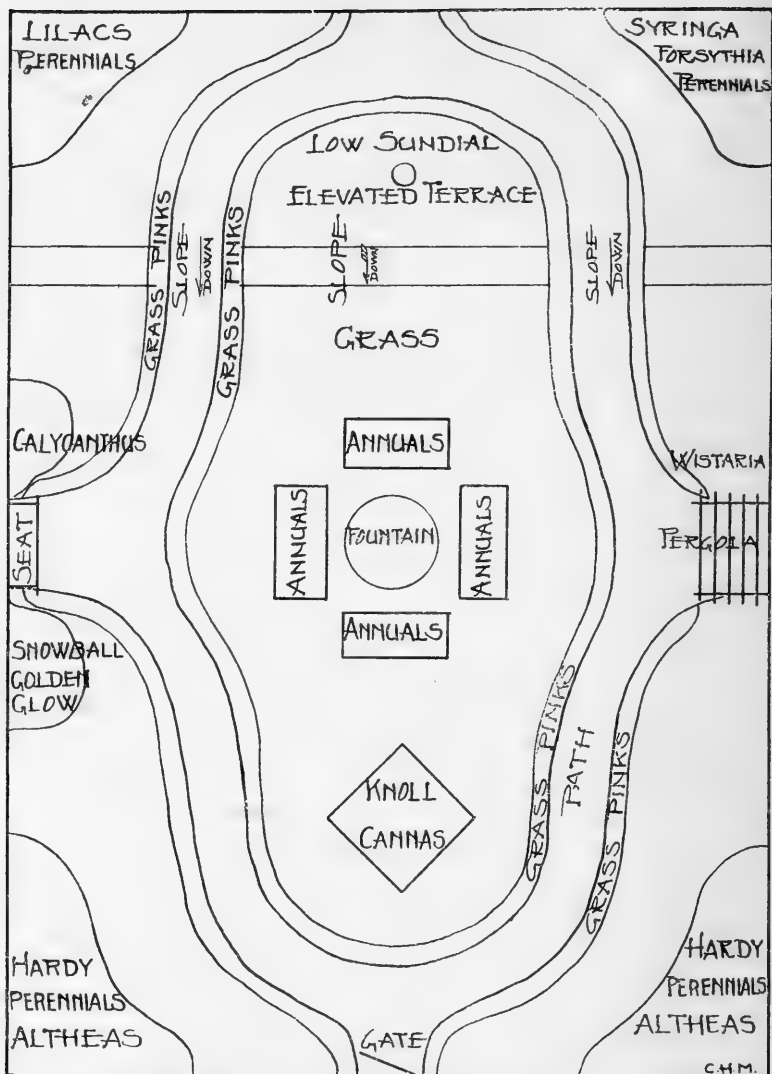 LILACS
PERENNIALS
SYRINGA
FORSYTHIA
PERENNIALS
LOW SUNDIAL
ELEVATED TERRACE
GRASS PINKS
SLOPE
DOWN
GRASS PINKS
SLOPE
DOWN
SLOPE
DOWN
GRASS
CALYCANTHUS
ANNUALS
WISTARIA
SEAT
ANNUALS
FOUNTAIN
ANNUALS
PERGOLA
ANNUALS
SNOWBALL
GOLDEN
GLOW
GRASS PINKS
PATH
GRASS PINKS
KNOLL
CANNAS
HARDY
PERENNIALS
ALTHEAS
GATE
HARDY
PERENNIALS
ALTHEAS
C.H.M.